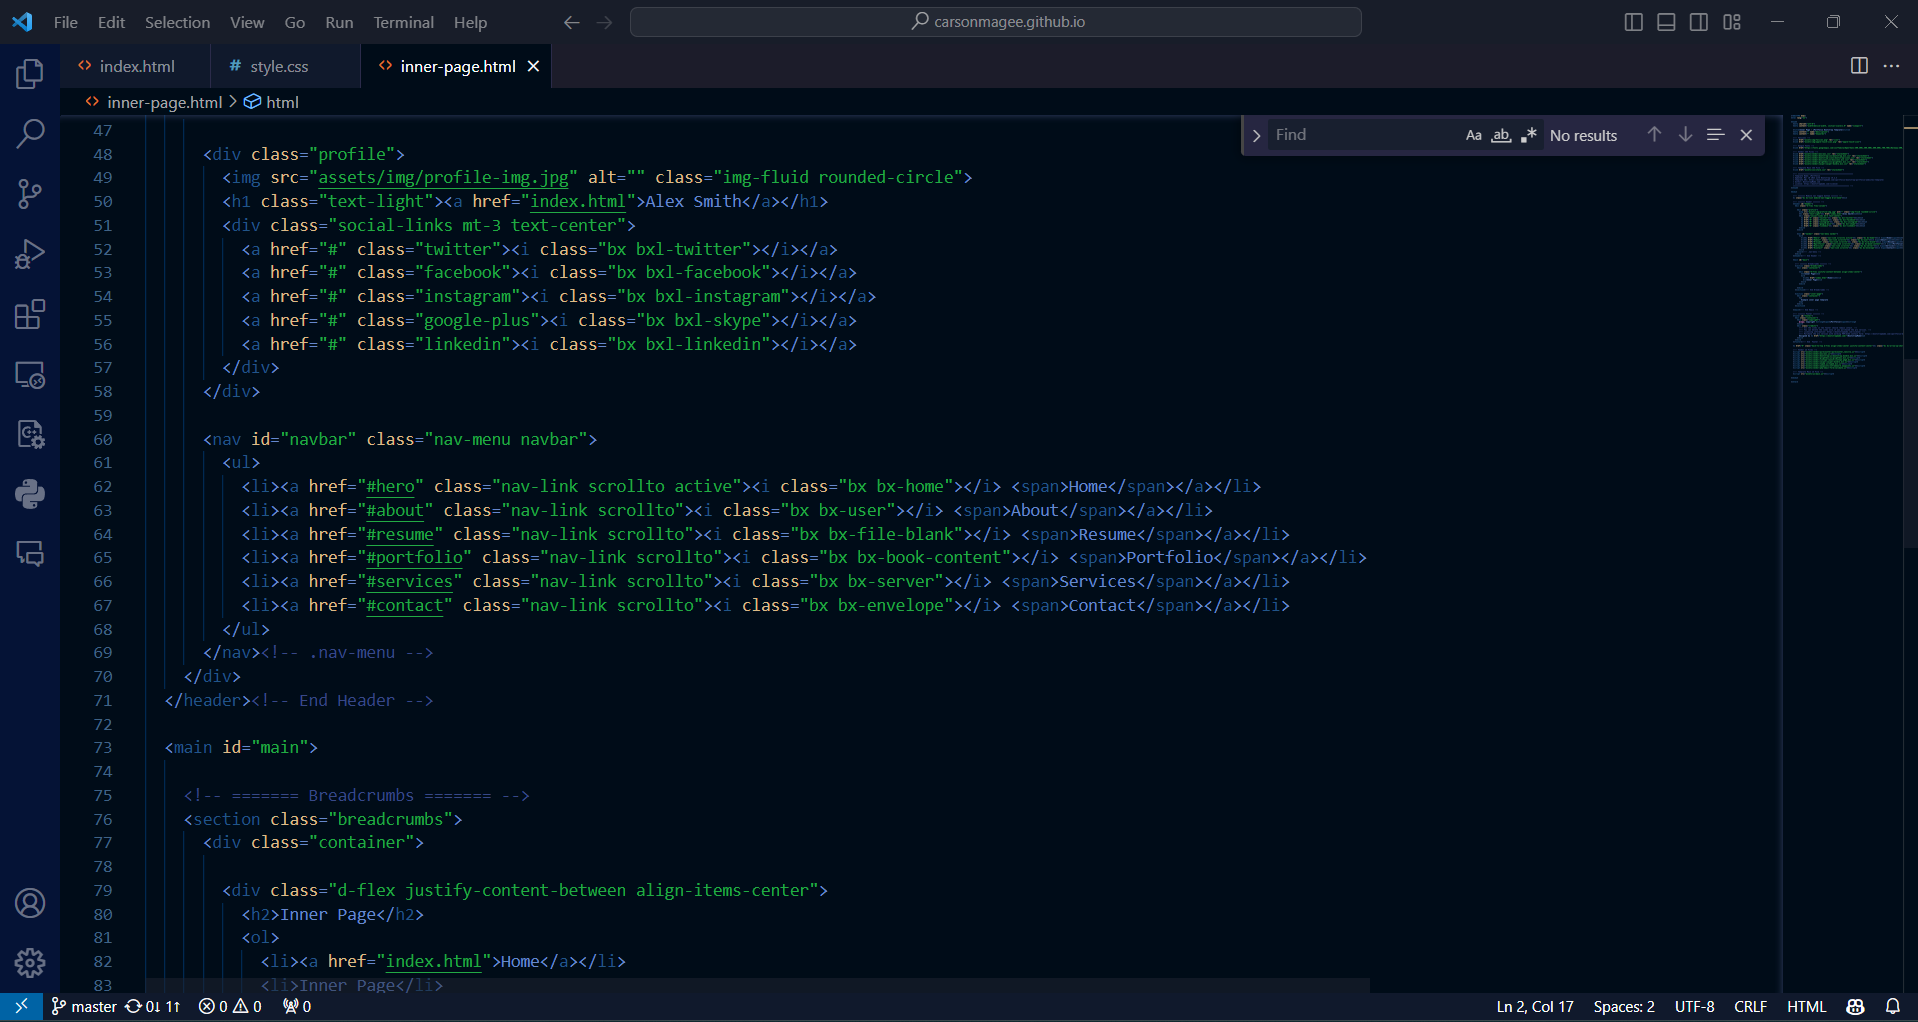 File Edit Selection View Go Run Terminal Help carsonmagee.github.io
index.html # style.css inner-page.html
inner-page.html > html
Find Aa ab .* No results
47
48 <div class="profile">
49 <img src="assets/img/profile-img.jpg" alt="" class="img-fluid rounded-circle">
50 <h1 class="text-light"><a href="index.html">Alex Smith</a></h1>
51 <div class="social-links mt-3 text-center">
52 <a href="#" class="twitter"><i class="bx bxl-twitter"></i></a>
53 <a href="#" class="facebook"><i class="bx bxl-facebook"></i></a>
54 <a href="#" class="instagram"><i class="bx bxl-instagram"></i></a>
55 <a href="#" class="google-plus"><i class="bx bxl-skype"></i></a>
56 <a href="#" class="linkedin"><i class="bx bxl-linkedin"></i></a>
57 </div>
58 </div>
59
60 <nav id="navbar" class="nav-menu navbar">
61 <ul>
62 <li><a href="#hero" class="nav-link scrollto active"><i class="bx bx-home"></i> <span>Home</span></a></li>
63 <li><a href="#about" class="nav-link scrollto"><i class="bx bx-user"></i> <span>About</span></a></li>
64 <li><a href="#resume" class="nav-link scrollto"><i class="bx bx-file-blank"></i> <span>Resume</span></a></li>
65 <li><a href="#portfolio" class="nav-link scrollto"><i class="bx bx-book-content"></i> <span>Portfolio</span></a></li>
66 <li><a href="#services" class="nav-link scrollto"><i class="bx bx-server"></i> <span>Services</span></a></li>
67 <li><a href="#contact" class="nav-link scrollto"><i class="bx bx-envelope"></i> <span>Contact</span></a></li>
68 </ul>
69 </nav><!-- .nav-menu -->
70 </div>
71 </header><!-- End Header -->
72
73 <main id="main">
74
75 <!-- ======= Breadcrumbs ======= -->
76 <section class="breadcrumbs">
77 <div class="container">
78
79 <div class="d-flex justify-content-between align-items-center">
80 <h2>Inner Page</h2>
81 <ol>
82 <li><a href="index.html">Home</a></li>
83 <li>Inner Page</li>
master 0↓ 1↑ 0 0 0 Ln 2, Col 17 Spaces: 2 UTF-8 CRLF HTML